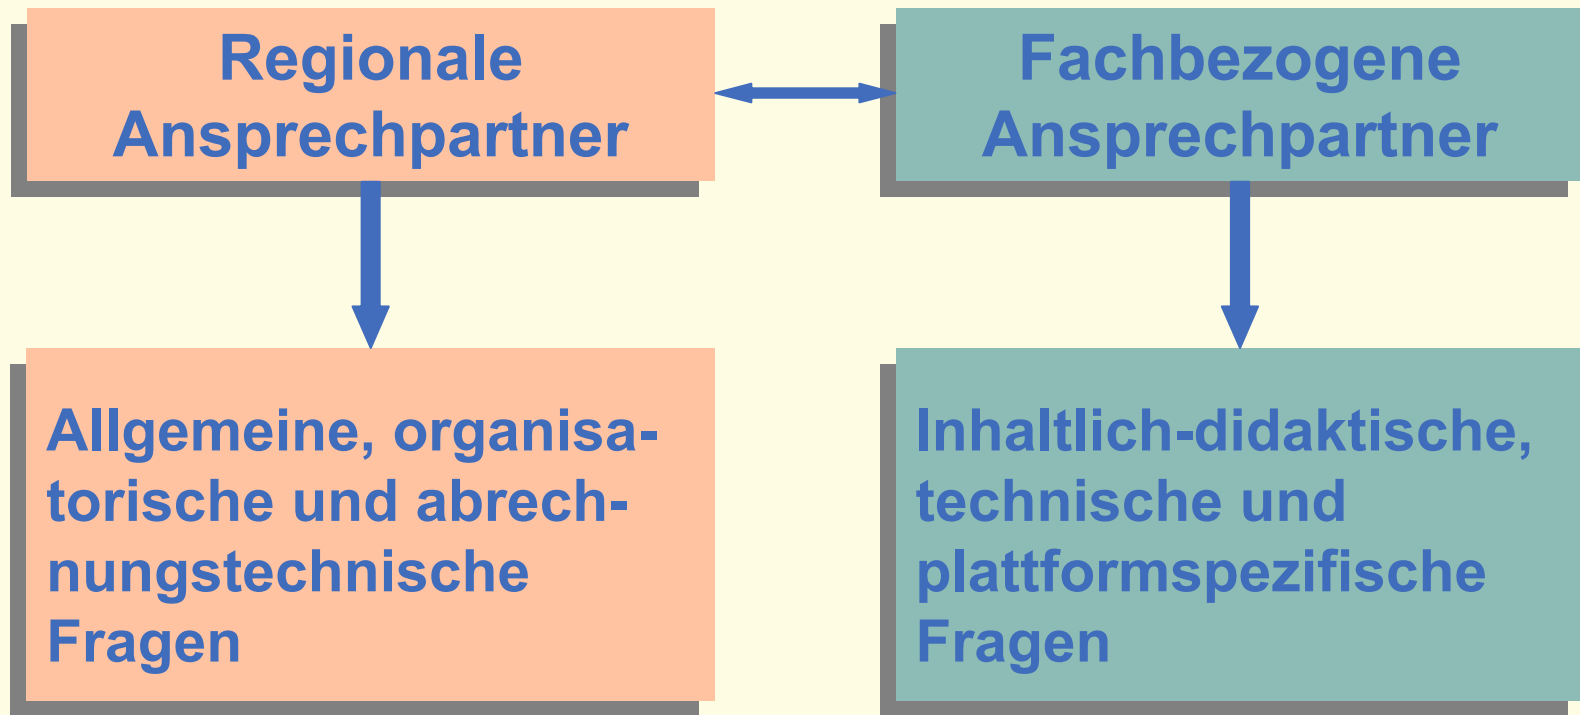 Regionale
Ansprechpartner
Fachbezogene
Ansprechpartner
Allgemeine, organisa-
torische und abrech-
nungstechnische
Fragen
Inhaltlich-didaktische,
technische und
plattformspezifische
Fragen